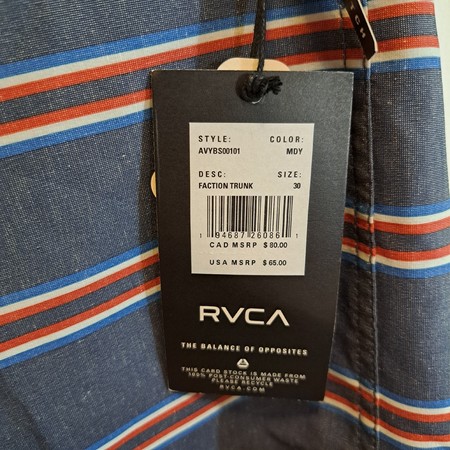 TCH
STYLE: COLOR:
AVYBS00101 MDY
DESC: SIZE:
FACTION TRUNK 30
1 94687 26086 1
CAD MSRP $80.00
USA MSRP $65.00
RVCA
THE BALANCE OF OPPOSITES
THIS CARD STOCK IS MADE FROM
100% POST-CONSUMER WASTE
PLEASE RECYCLE
RVCA.COM